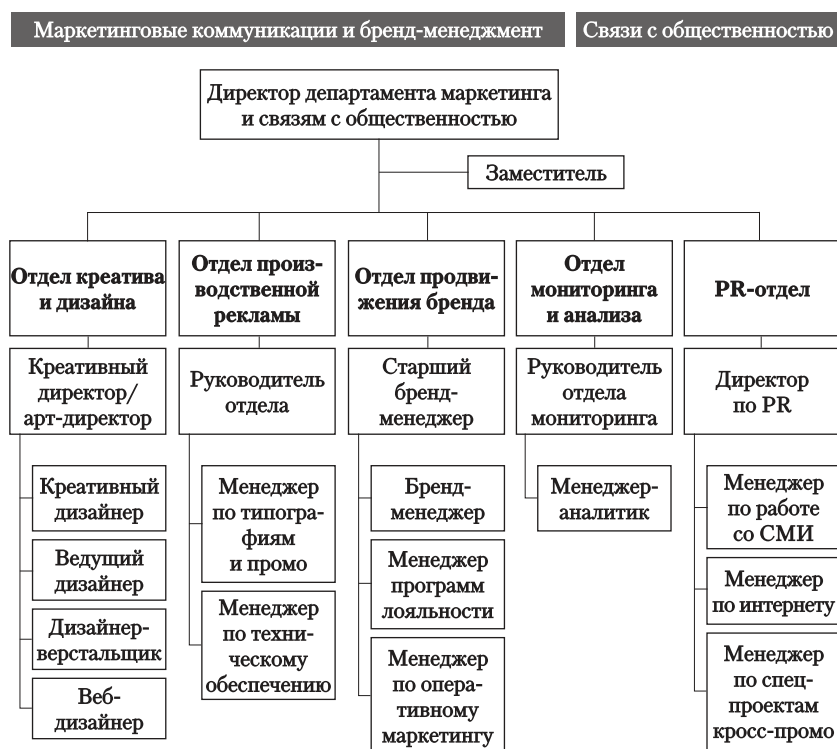 Маркетинговые коммуникации и бренд-менеджмент
Связи с общественностью
Директор департамента маркетинга
и связям с общественностью
Заместитель
Отдел креатива
и дизайна
Отдел произ-
водственной
рекламы
Отдел продви-
жения бренда
Отдел
мониторинга
и анализа
PR-отдел
Креативный
директор/
арт-директор
Руководитель
отдела
Старший
бренд-
менеджер
Руководитель
отдела
мониторинга
Директор
по PR
Креативный
дизайнер
Ведущий
дизайнер
Дизайнер-
верстальщик
Веб-
дизайнер
Менеджер
по типогра-
фиям
и промо
Менеджер
по техни-
ческому
обеспечению
Бренд-
менеджер
Менеджер
программ
лояльности
Менеджер
по опера-
тивному
маркетингу
Менеджер-
аналитик
Менеджер
по работе
со СМИ
Менеджер
по интернету
Менеджер
по спец-
проектам
кросс-промо